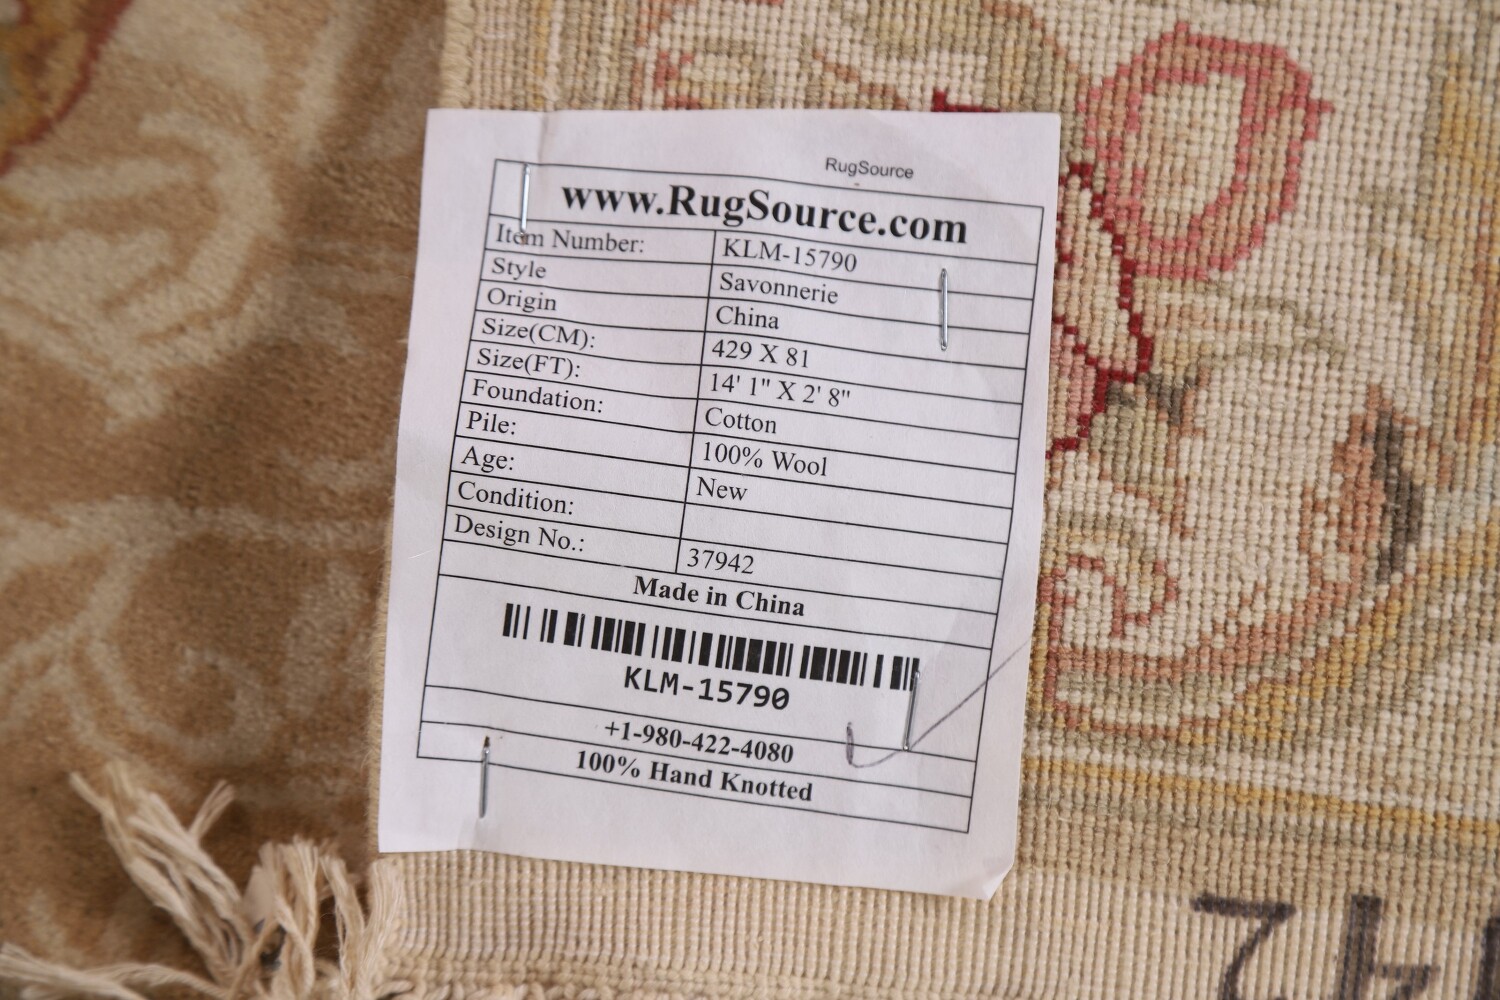 RugSource
www.RugSource.com
Item Number: KLM-15790
Style Savonnerie
Origin China
Size(CM): 429 X 81
Size(FT): 14' 1" X 2' 8"
Foundation: Cotton
Pile: 100% Wool
Age: New
Condition:
Design No.: 37942
Made in China
KLM-15790
+1-980-422-4080
100% Hand Knotted